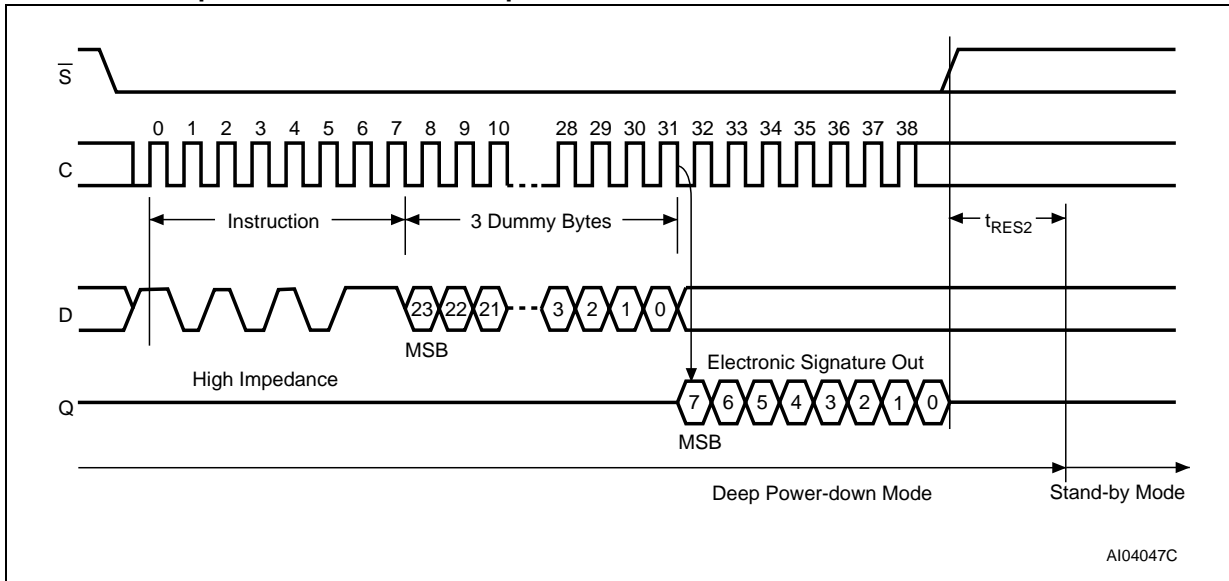 S
0 1 2 3 4 5 6 7 8 9 10 28 29 30 31 32 33 34 35 36 37 38
C
Instruction 3 Dummy Bytes tRES2
D 23 22 21 3 2 1 0
MSB
High Impedance Electronic Signature Out
Q 7 6 5 4 3 2 1 0
MSB
Deep Power-down Mode Stand-by Mode
AI04047C